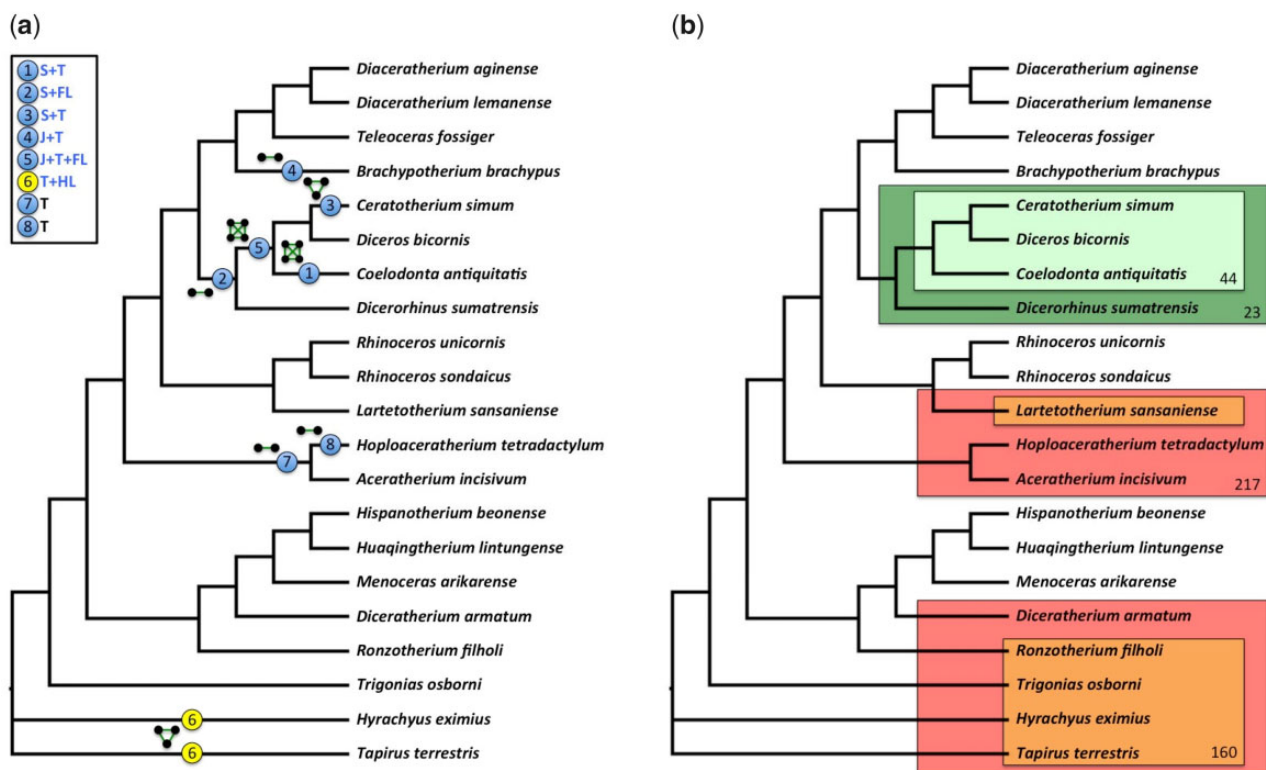 (a)
1 S+T
2 S+FL
3 S+T
4 J+T
5 J+T+FL
6 T+HL
7 T
8 T
Diaceratherium aginense
Diaceratherium lemanense
Teleoceras fossiger
4
Brachypotherium brachypus
3
Ceratotherium simum
5
Diceros bicornis
2
1
Coelodonta antiquitatis
Dicerorhinus sumatrensis
Rhinoceros unicornis
Rhinoceros sondaicus
Lartetotherium sansaniense
8
Hoploaceratherium tetradactylum
7
Aceratherium incisivum
Hispanotherium beonense
Huaqingtherium lintungense
Menoceras arikarense
Diceratherium armatum
Ronzotherium filholi
Trigonias osborni
6
Hyrachyus eximius
6
Tapirus terrestris
(b)
Diaceratherium aginense
Diaceratherium lemanense
Teleoceras fossiger
Brachypotherium brachypus
Ceratotherium simum
Diceros bicornis
Coelodonta antiquitatis
44
Dicerorhinus sumatrensis
23
Rhinoceros unicornis
Rhinoceros sondaicus
Lartetotherium sansaniense
Hoploaceratherium tetradactylum
Aceratherium incisivum
217
Hispanotherium beonense
Huaqingtherium lintungense
Menoceras arikarense
Diceratherium armatum
Ronzotherium filholi
Trigonias osborni
Hyrachyus eximius
Tapirus terrestris
160